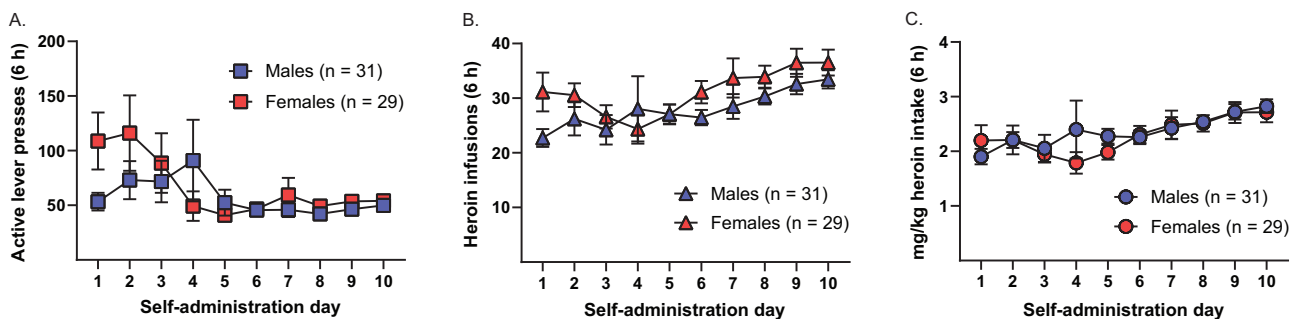 A.
Active lever presses (6 h)
200
150
100
50
Males (n = 31)
Females (n = 29)
1 2 3 4 5 6 7 8 9 10
Self-administration day
B.
Heroin infusions (6 h)
40
30
20
10
Males (n = 31)
Females (n = 29)
1 2 3 4 5 6 7 8 9 10
Self-administration day
C.
mg/kg heroin intake (6 h)
4
3
2
1
Males (n = 31)
Females (n = 29)
1 2 3 4 5 6 7 8 9 10
Self-administration day